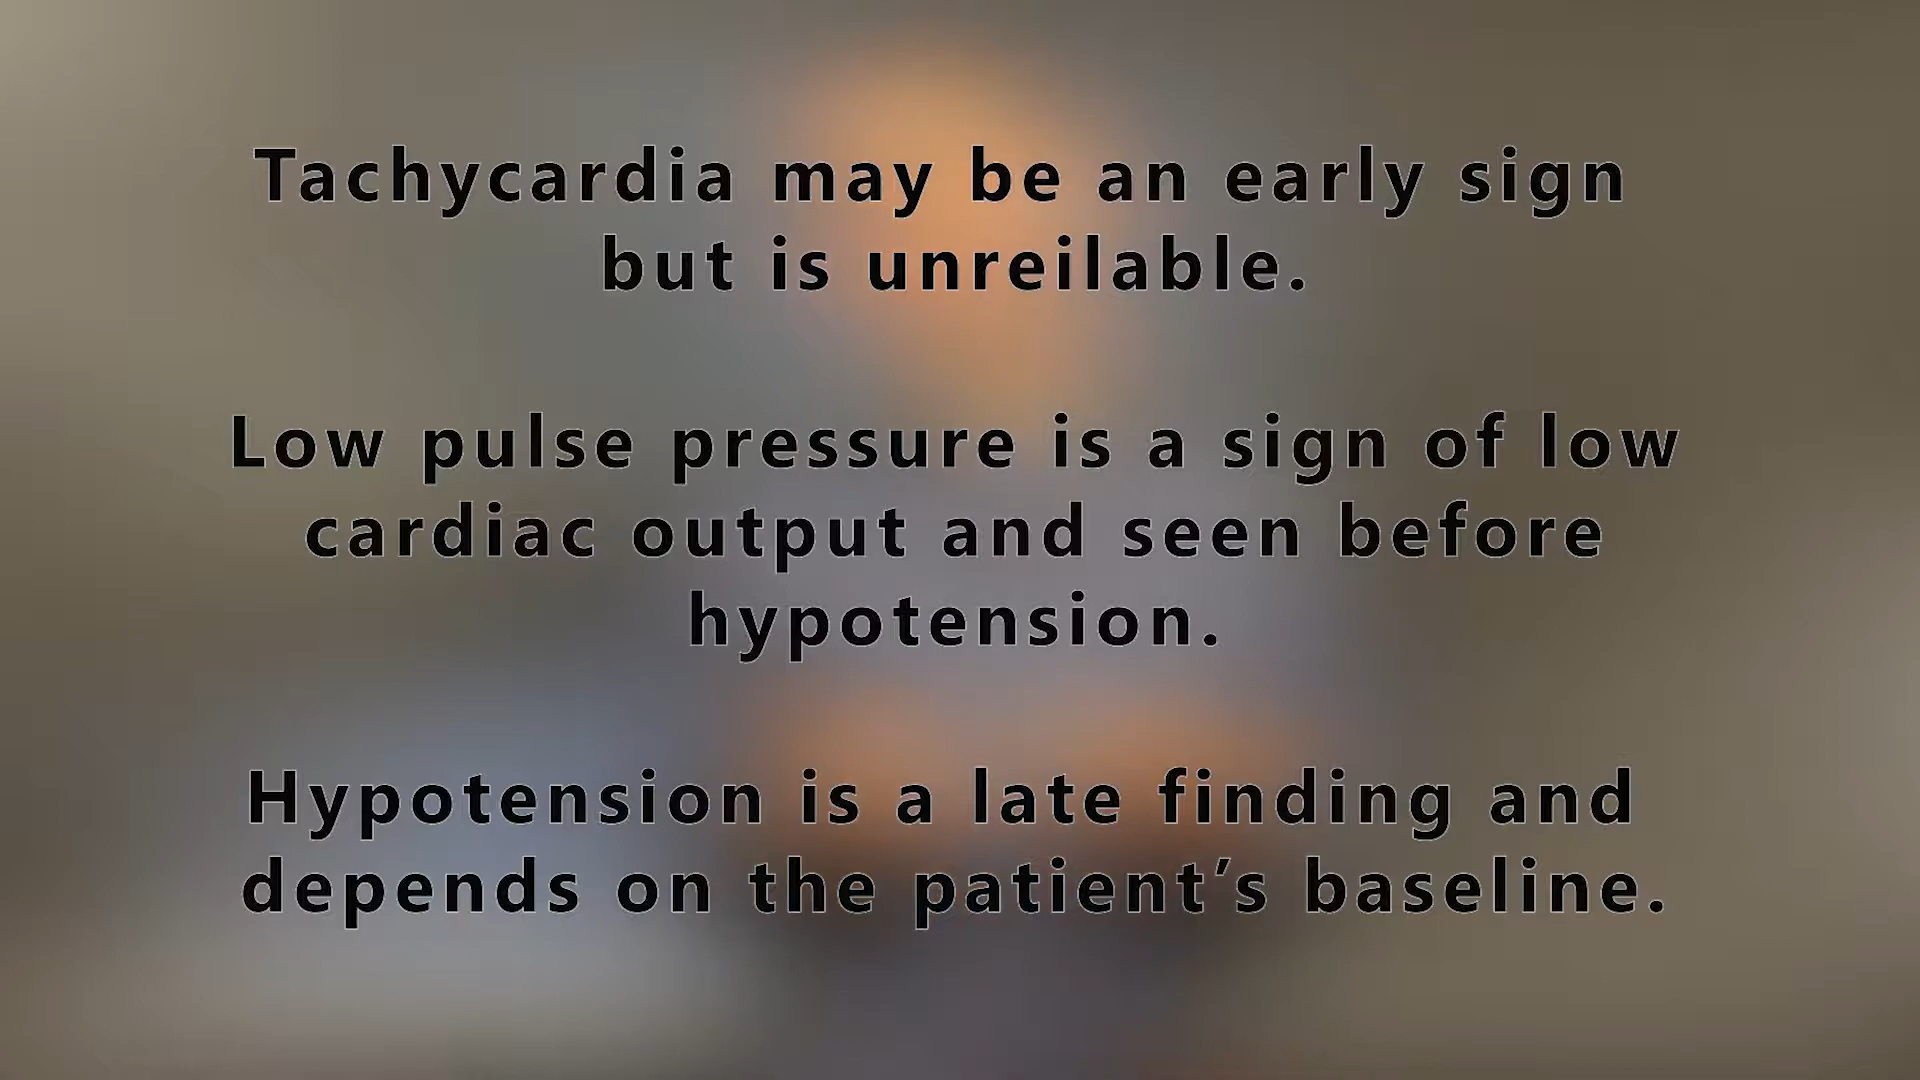 Tachycardia may be an early sign
but is unreilable.
Low pulse pressure is a sign of low
cardiac output and seen before
hypotension.
Hypotension is a late finding and
depends on the patient’s baseline.